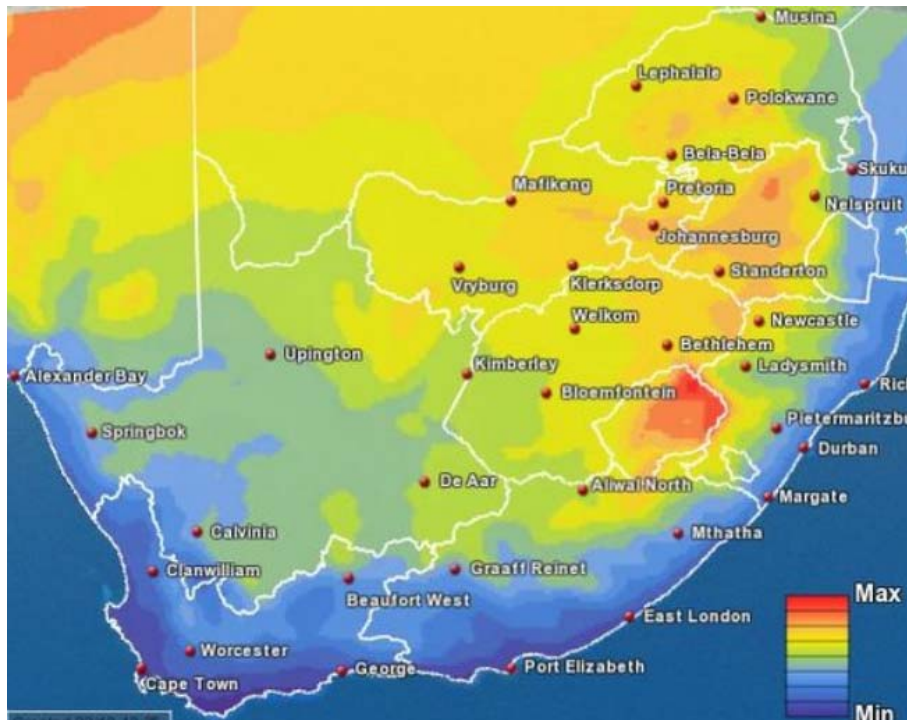 Musina
Lephalale
Polokwane
Bela-Bela
Skuku
Mafikeng
Pretoria
Nelspruit
Johannesburg
Vryburg
Klerksdorp
Standerton
Welkom
Newcastle
Upington
Bethlehem
Kimberley
Ladysmith
Alexander Bay
Bloemfontein
Ric
Springbok
Pietermaritzbu
Durban
De Aar
Aliwal North
Margate
Calvinia
Mthatha
Clanwilliam
Graaff Reinet
Beaufort West
Max
East London
Worcester
George
Port Elizabeth
Cape Town
Min